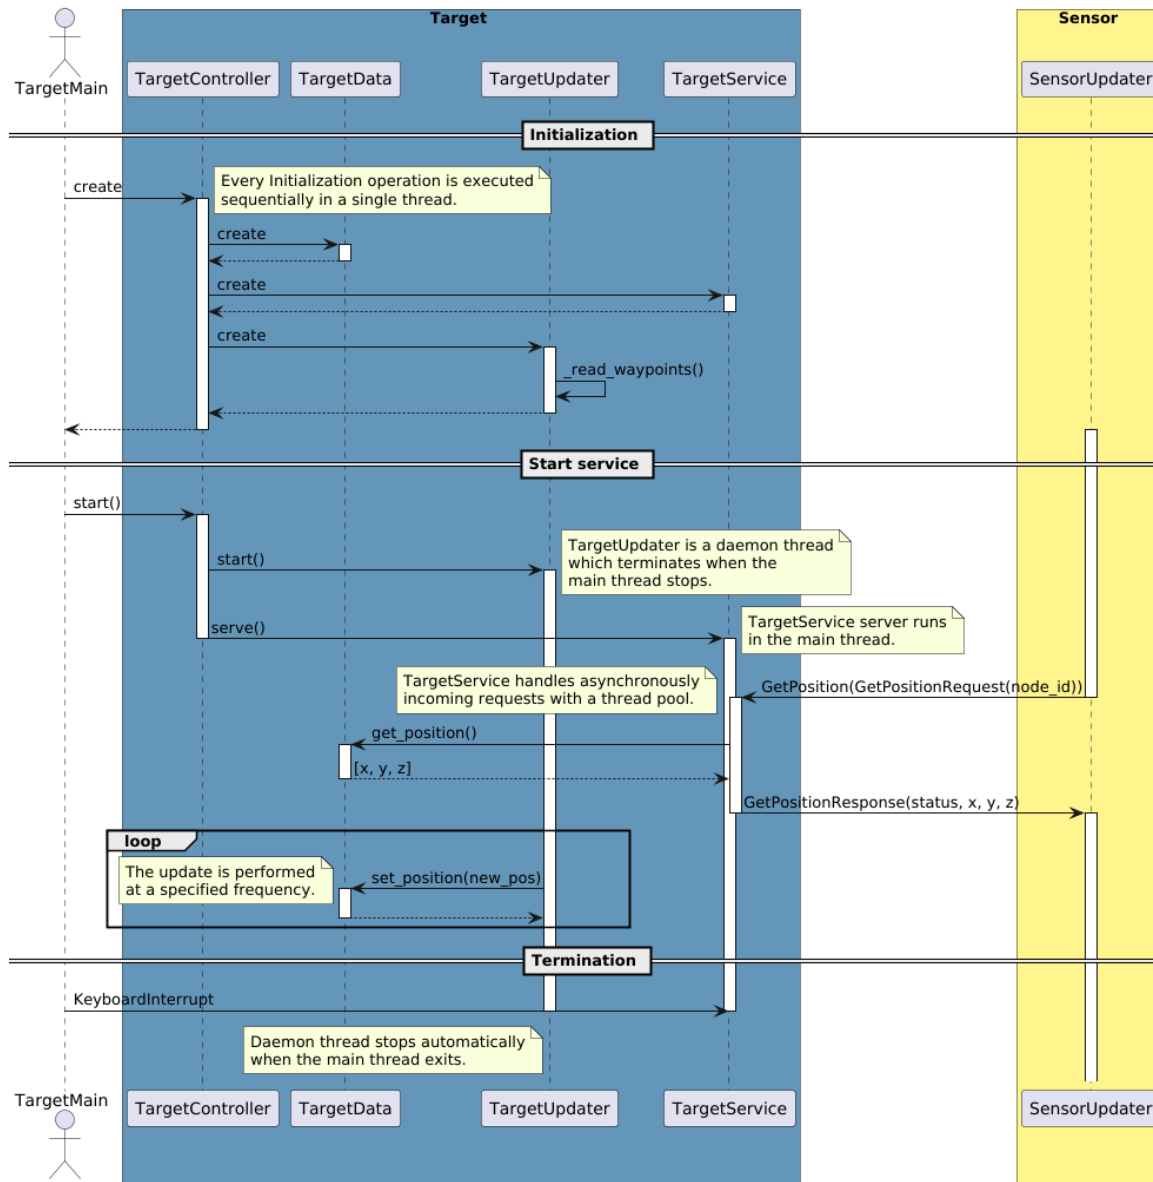 Target
Sensor
TargetMain
TargetController
TargetData
TargetUpdater
TargetService
SensorUpdater
Initialization
create
Every Initialization operation is executed
sequentially in a single thread.
create
create
create
_read_waypoints()
Start service
start()
TargetUpdater is a daemon thread
which terminates when the
main thread stops.
start()
TargetService server runs
in the main thread.
serve()
TargetService handles asynchronously
incoming requests with a thread pool.
GetPosition(GetPositionRequest(node_id))
get_position()
[x, y, z]
GetPositionResponse(status, x, y, z)
loop
The update is performed
at a specified frequency.
set_position(new_pos)
Termination
KeyboardInterrupt
Daemon thread stops automatically
when the main thread exits.
TargetMain
TargetController
TargetData
TargetUpdater
TargetService
SensorUpdater